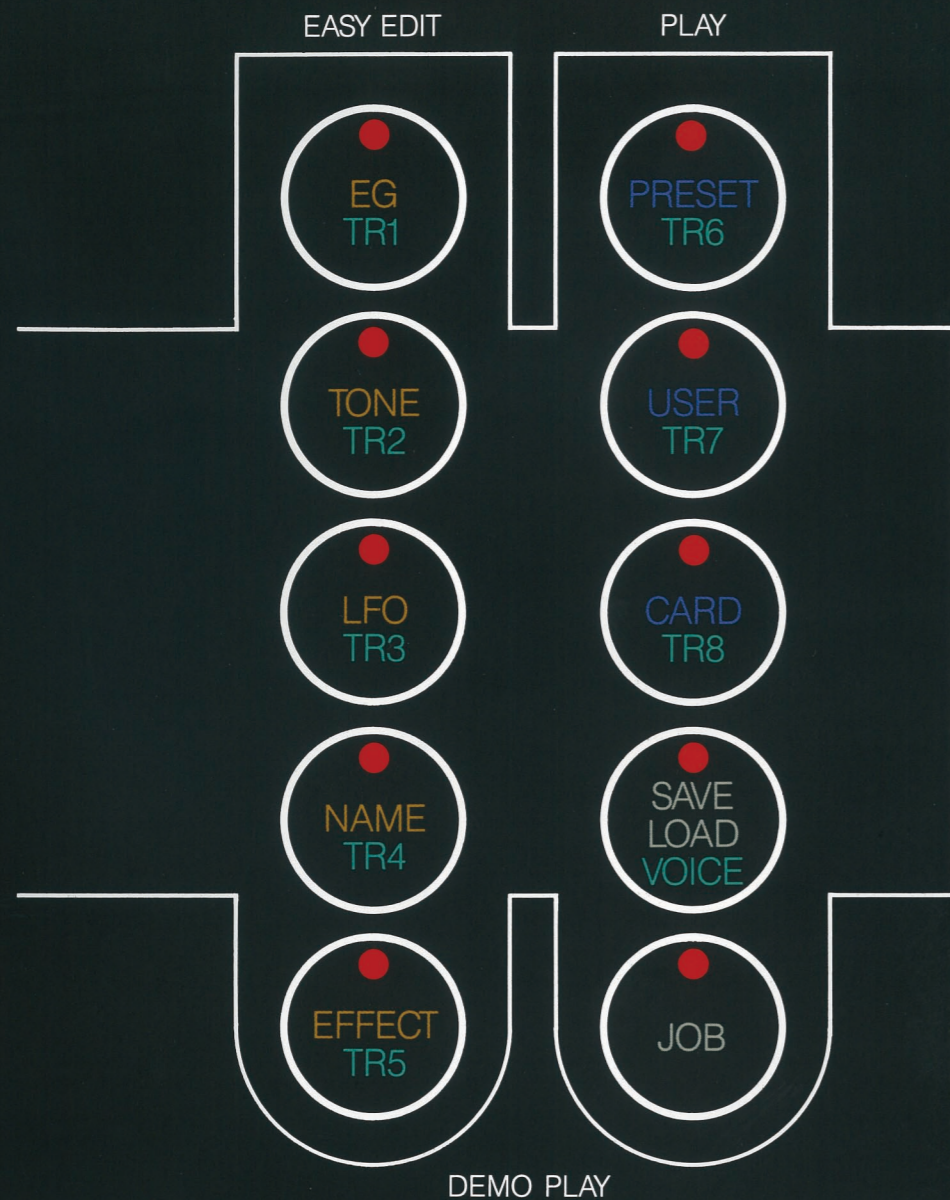 EASY EDIT
PLAY
EG
TR1
PRESET
TR6
TONE
TR2
USER
TR7
LFO
TR3
CARD
TR8
NAME
TR4
SAVE
LOAD
VOICE
EFFECT
TR5
JOB
DEMO PLAY